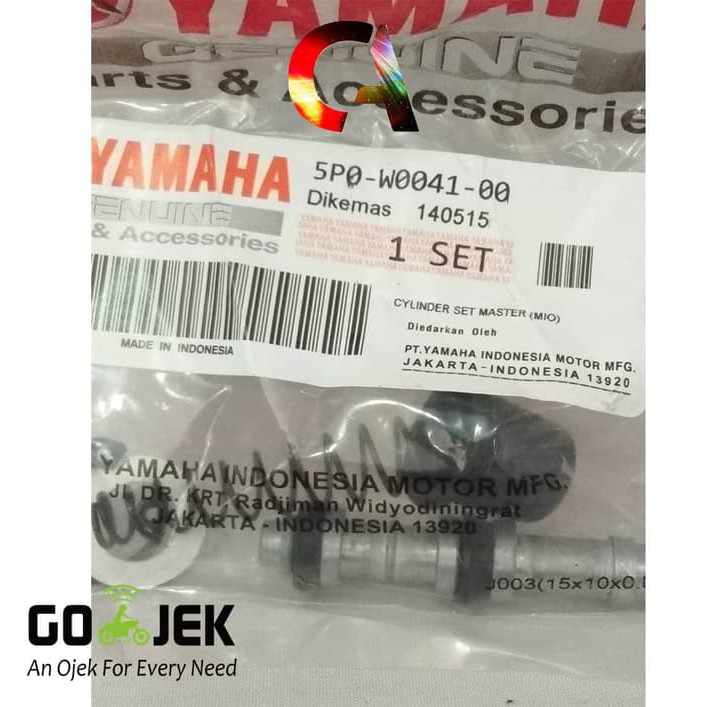 YAMAHA
GENUINE
arts & Accessorie
CA
YAMAHA
GENUINE
& Accessories
5P0-W0041-00
Dikemas 140515
1 SET
CYLINDER SET MASTER (MIO)
Diedarkan Oleh
PT.YAMAHA INDONESIA MOTOR MFG.
JAKARTA-INDONESIA 13920
MADE IN INDONESIA
YAMAHA INDONESIA MOTOR MFG.
JL. DR. KRT. Radjiman Widyodiningrat
JAKARTA - INDONESIA 13920
J003(15x10x0.
GO JEK
An Ojek For Every Need